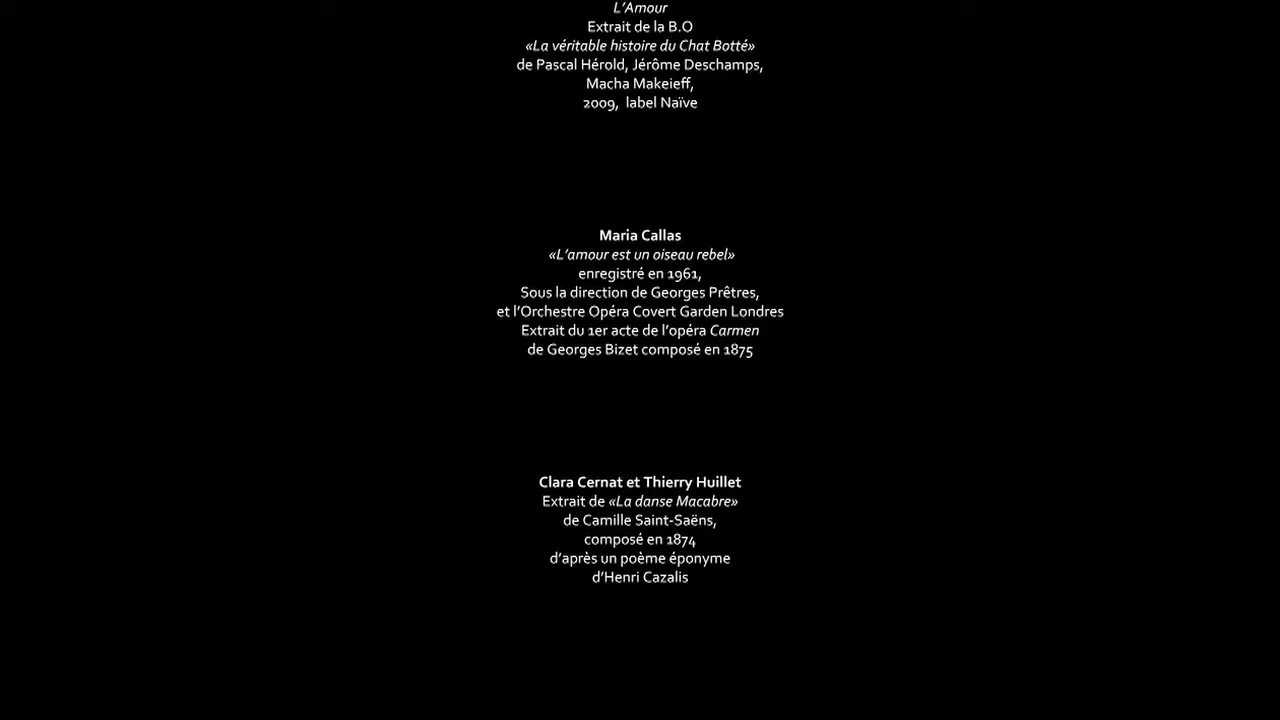 L'Amour
Extrait de la B.O
«La véritable histoire du Chat Botté»
de Pascal Hérold, Jérôme Deschamps,
Macha Makeieff,
2009, label Naïve
Maria Callas
«L'amour est un oiseau rebel»
enregistré en 1961,
Sous la direction de Georges Prêtres,
et l'Orchestre Opéra Covert Garden Londres
Extrait du 1er acte de l'opéra Carmen
de Georges Bizet composé en 1875
Clara Cernat et Thierry Huillet
Extrait de «La danse Macabre»
de Camille Saint-Saëns,
composé en 1874
d'après un poème éponyme
d'Henri Cazalis